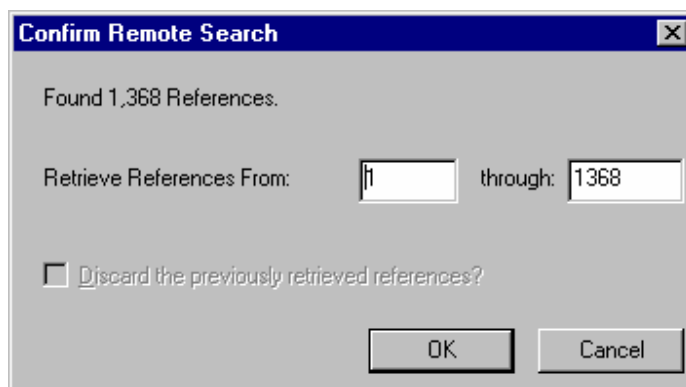 Confirm Remote Search
Found 1,368 References.
Retrieve References From: 1 through: 1368
Discard the previously retrieved references?
OK Cancel